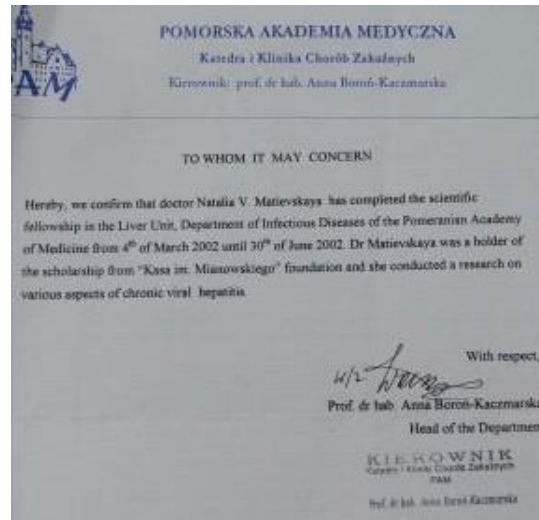 AM
POMORSKA AKADEMIA MEDYCZNA
Katedra i Klinika Chorób Zakaźnych
Kierownik: prof. dr hab. Anna Boroń-Kaczmarska
TO WHOM IT MAY CONCERN
Hereby, we confirm that doctor Natalia V. Matievskaya has completed the scientific
fellowship in the Liver Unit, Department of Infectious Diseases of the Pomeranian Academy
of Medicine from 4th of March 2002 until 30th of June 2002. Dr Matievskaya was a holder of
the scholarship from "Kasa im. Mianowskiego" foundation and she conducted a research on
various aspects of chronic viral hepatitis.
With respect,
w/z
Prof. dr hab. Anna Boroń-Kaczmarska
Head of the Departmen
KIEROWNIK
Katedry i Kliniki Chorób Zakaźnych
PAM
Prof. dr hab. Anna Boroń-Kaczmarska